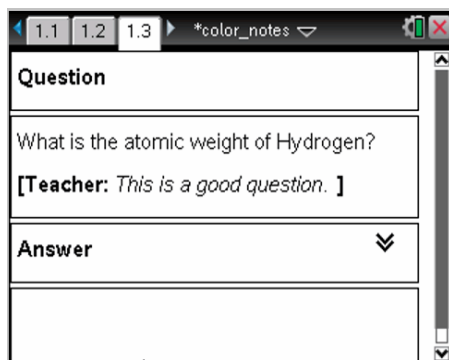 1.1 1.2 1.3 *color_notes
Question
What is the atomic weight of Hydrogen?
[Teacher: This is a good question. ]
Answer